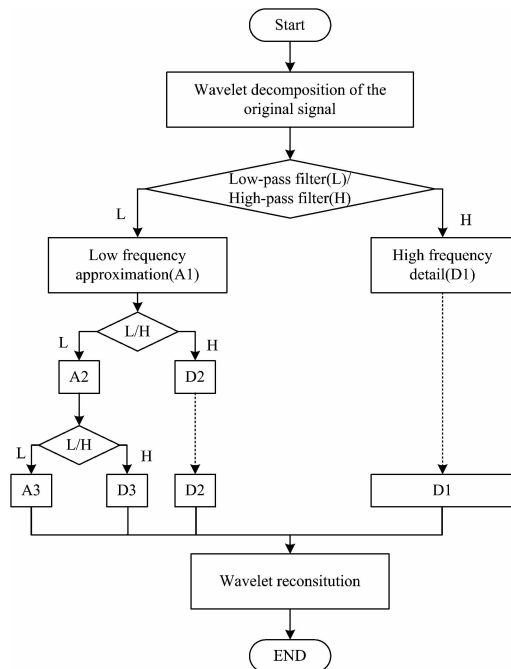 Start
Wavelet decomposition of the
original signal
Low-pass filter(L)/
High-pass filter(H)
L
H
Low frequency
approximation(A1)
High frequency
detail(D1)
L/H
L
H
A2
D2
L/H
L
H
A3
D3
D2
D1
Wavelet reconsitution
END